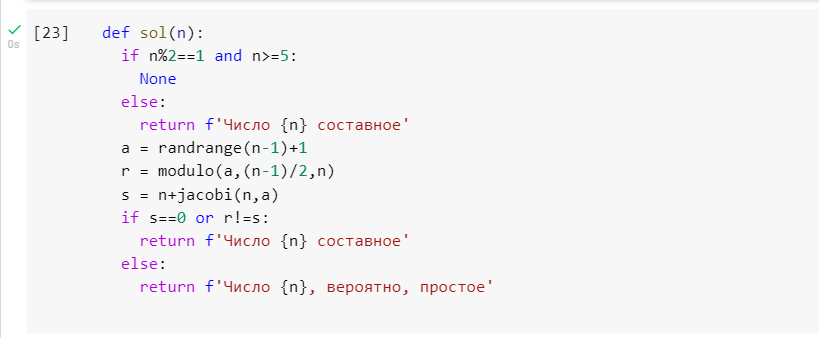 [23] def sol(n):
if n%2==1 and n>=5:
None
else:
return f'Число {n} составное'
a = randrange(n-1)+1
r = modulo(a,(n-1)/2,n)
s = n+jacobi(n,a)
if s==0 or r!=s:
return f'Число {n} составное'
else:
return f'Число {n}, вероятно, простое'
0s